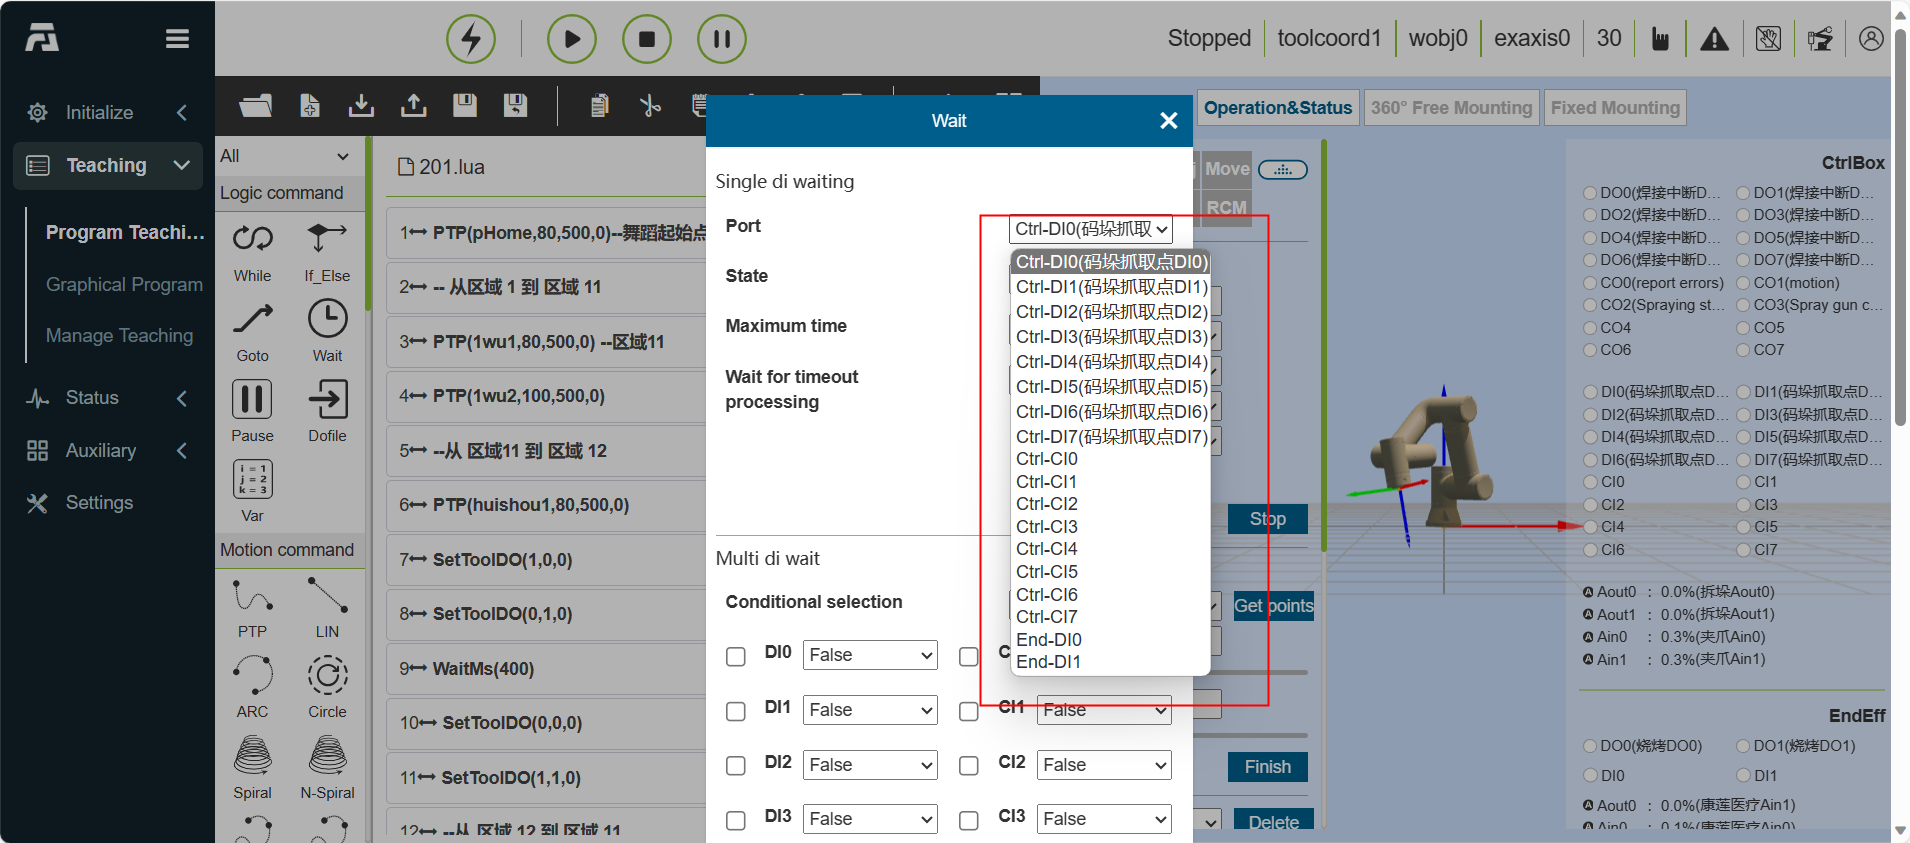 Stopped
toolcoord1
wobj0
exaxis0
30
Initialize
Teaching
Program Teachi...
Graphical Program
Manage Teaching
Status
Auxiliary
Settings
All
Logic command
While
If_Else
Goto
Wait
Pause
Dofile
i = 1
j = 2
k = 3
Var
Motion command
PTP
LIN
ARC
Circle
Spiral
N-Spiral
201.lua
1 PTP(pHome,80,500,0)--舞蹈起始点
2 -- 从区域 1 到 区域 11
3 PTP(1wu1,80,500,0) --区域11
4 PTP(1wu2,100,500,0)
5 --从 区域11 到 区域 12
6 PTP(huishou1,80,500,0)
7 SetToolDO(1,0,0)
8 SetToolDO(0,1,0)
9 WaitMs(400)
10 SetToolDO(0,0,0)
11 SetToolDO(1,1,0)
12 --从 区域 12 到 区域 11
Wait
Single di waiting
Port
Ctrl-DI0(码垛抓取
State
Maximum time
Wait for timeout
processing
Ctrl-DI0(码垛抓取点DI0)
Ctrl-DI1(码垛抓取点DI1)
Ctrl-DI2(码垛抓取点DI2)
Ctrl-DI3(码垛抓取点DI3)
Ctrl-DI4(码垛抓取点DI4)
Ctrl-DI5(码垛抓取点DI5)
Ctrl-DI6(码垛抓取点DI6)
Ctrl-DI7(码垛抓取点DI7)
Ctrl-CI0
Ctrl-CI1
Ctrl-CI2
Ctrl-CI3
Ctrl-CI4
Ctrl-CI5
Ctrl-CI6
Ctrl-CI7
End-DI0
End-DI1
Multi di wait
Conditional selection
DI0 False C
DI1 False CI1 False
DI2 False CI2 False
DI3 False CI3 False
Operation&Status
360° Free Mounting
Fixed Mounting
Move
RCM
Stop
Get points
Finish
Delete
CtrlBox
DO0(焊接中断D... DO1(焊接中断D...
DO2(焊接中断D... DO3(焊接中断D...
DO4(焊接中断D... DO5(焊接中断D...
DO6(焊接中断D... DO7(焊接中断D...
CO0(report errors) CO1(motion)
CO2(Spraying st... CO3(Spray gun c...
CO4 CO5
CO6 CO7
DI0(码垛抓取点D... DI1(码垛抓取点D...
DI2(码垛抓取点D... DI3(码垛抓取点D...
DI4(码垛抓取点D... DI5(码垛抓取点D...
DI6(码垛抓取点D... DI7(码垛抓取点D...
CI0 CI1
CI2 CI3
CI4 CI5
CI6 CI7
Aout0 : 0.0%(拆垛Aout0)
Aout1 : 0.0%(拆垛Aout1)
Ain0 : 0.3%(夹爪Ain0)
Ain1 : 0.3%(夹爪Ain1)
EndEff
DO0(烧烤DO0) DO1(烧烤DO1)
DI0 DI1
Aout0 : 0.0%(康莲医疗Ain1)
Ain0 : 0.1%(康莲医疗Ain0)